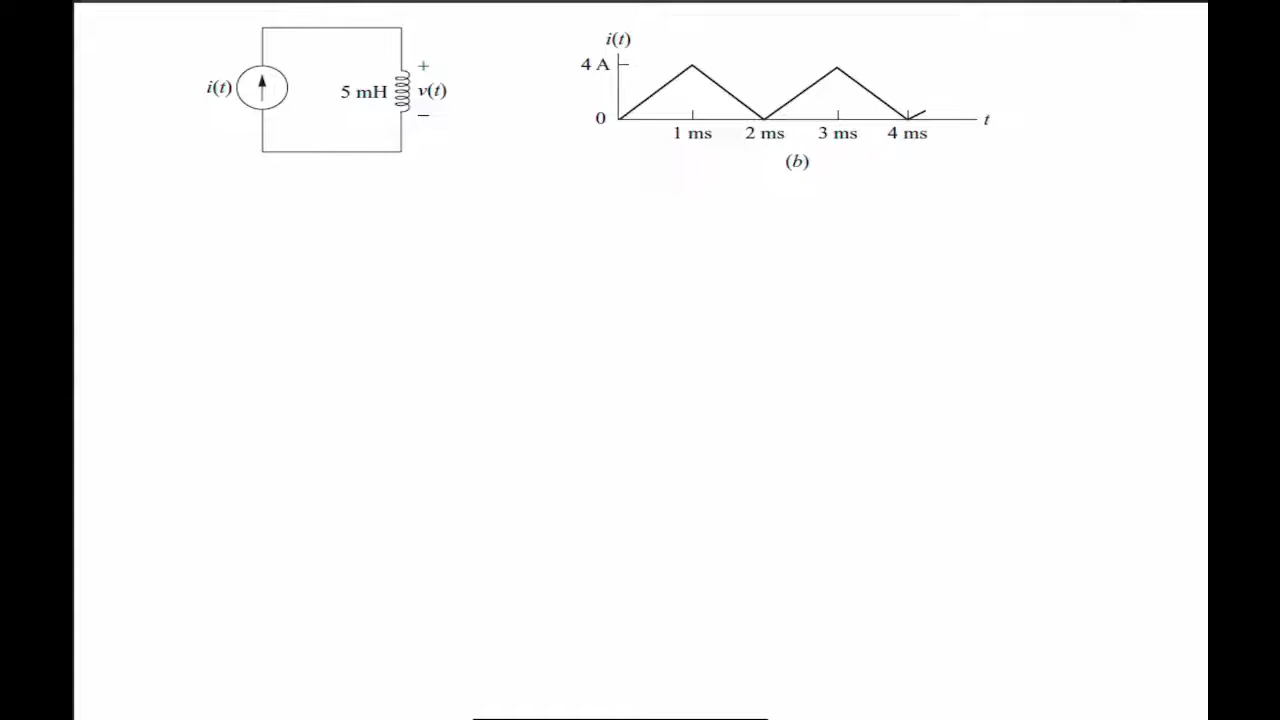 i(t)
5 mH
+
v(t)
–
i(t)
4 A
0
1 ms 2 ms 3 ms 4 ms
t
(b)